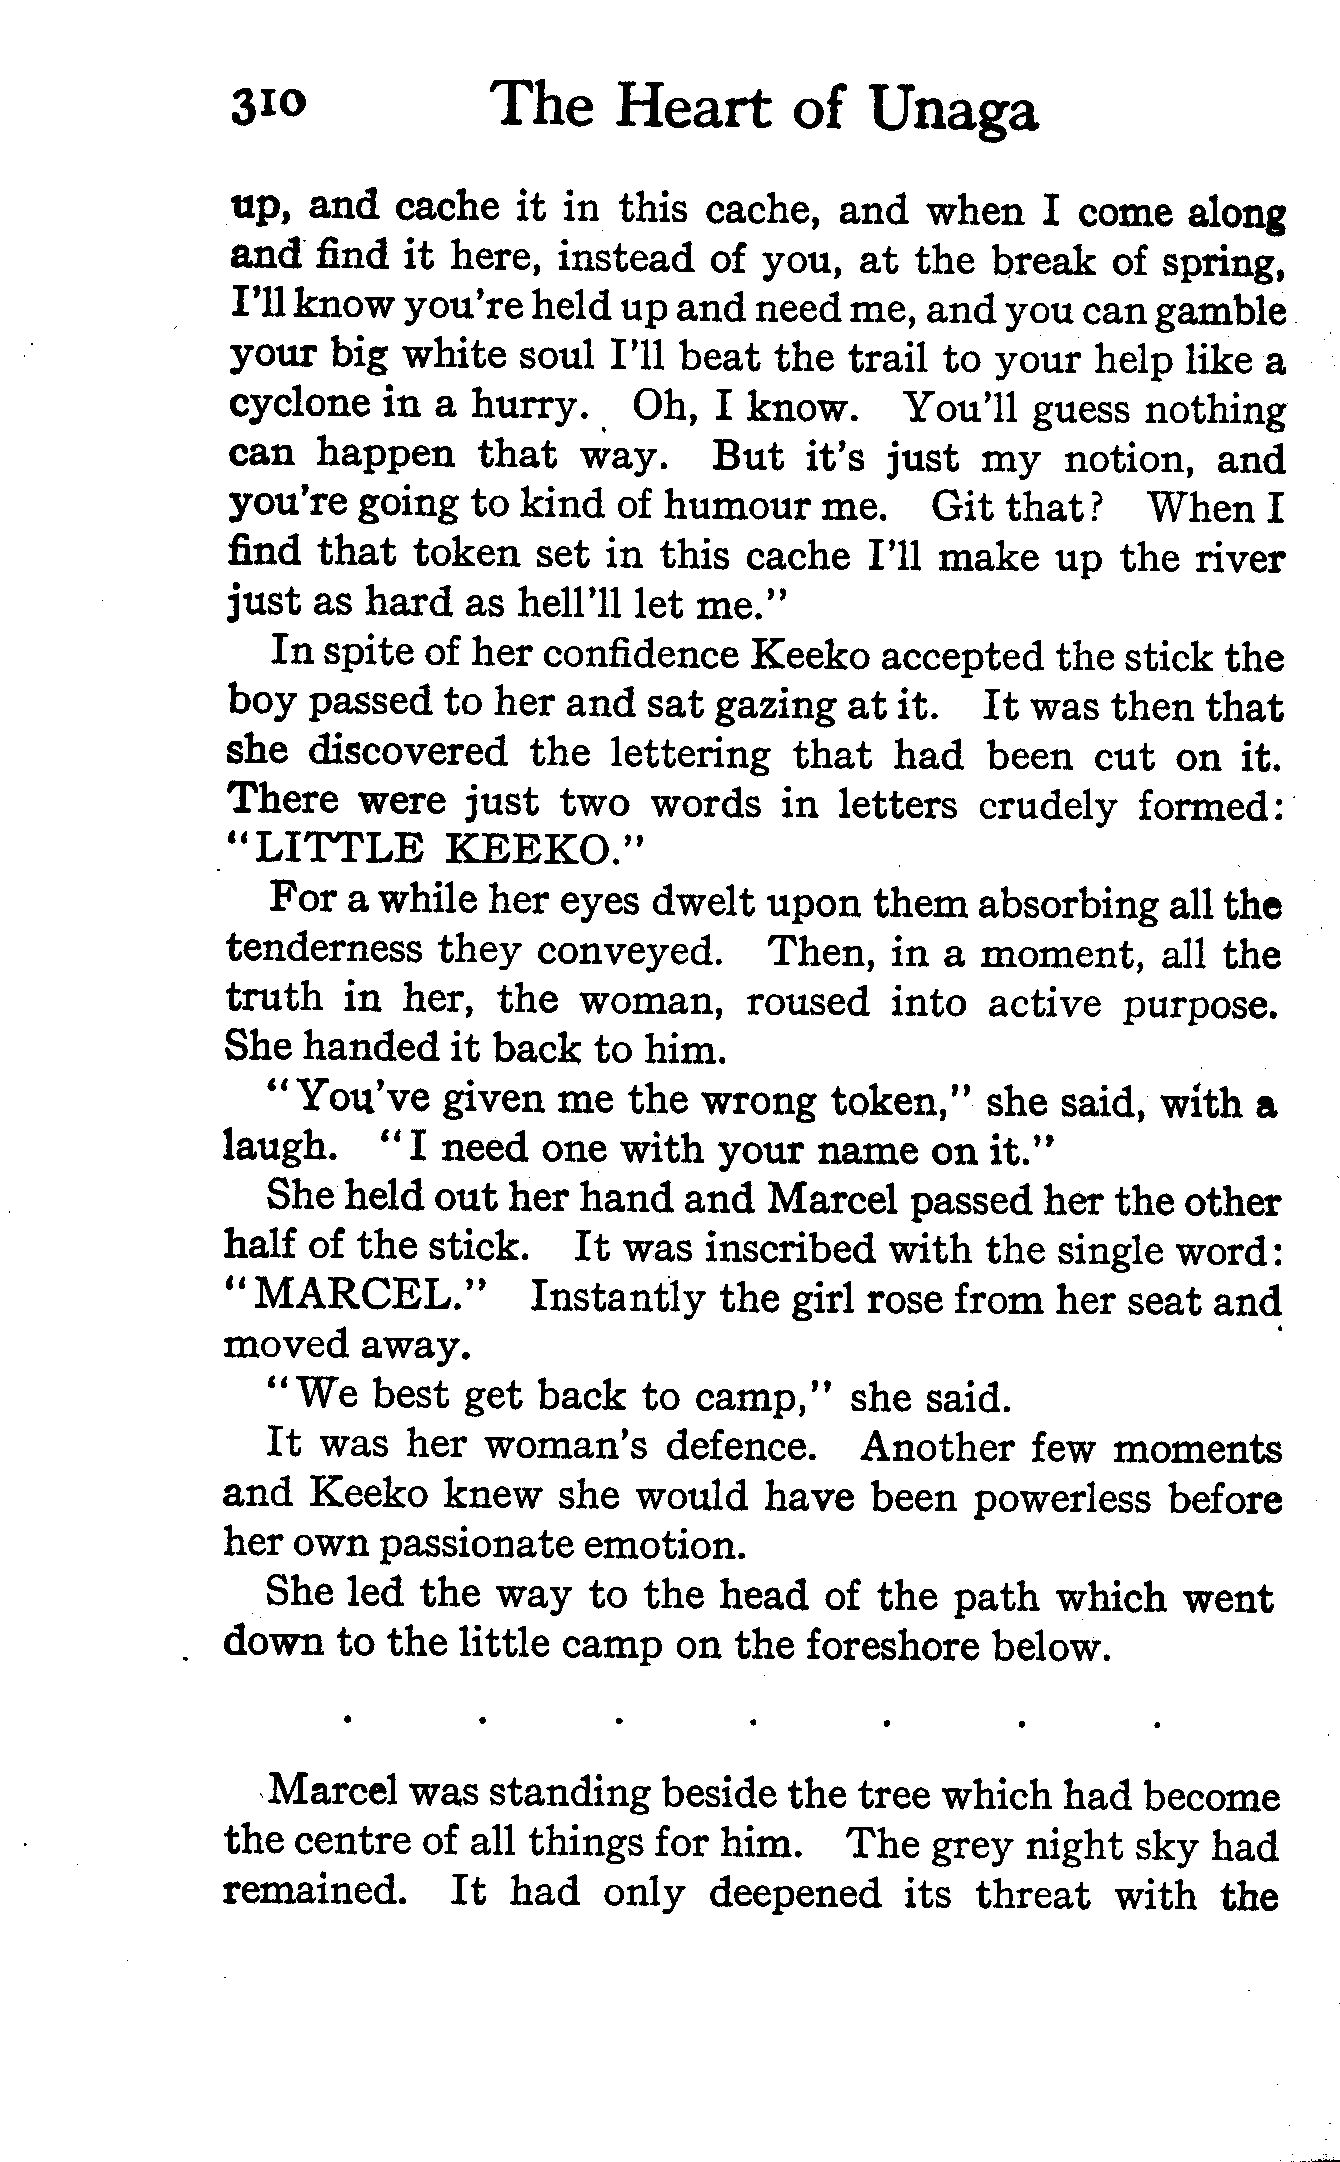 310 The Heart of Unaga
up, and cache it in this cache, and when I come along
and find it here, instead of you, at the break of spring,
I'll know you're held up and need me, and you can gamble
your big white soul I'll beat the trail to your help like a
cyclone in a hurry. Oh, I know. You'll guess nothing
can happen that way. But it's just my notion, and
you're going to kind of humour me. Git that? When I
find that token set in this cache I'll make up the river
just as hard as hell'll let me."
In spite of her confidence Keeko accepted the stick the
boy passed to her and sat gazing at it. It was then that
she discovered the lettering that had been cut on it.
There were just two words in letters crudely formed:
"LITTLE KEEKO."
For a while her eyes dwelt upon them absorbing all the
tenderness they conveyed. Then, in a moment, all the
truth in her, the woman, roused into active purpose.
She handed it back to him.
"You've given me the wrong token," she said, with a
laugh. "I need one with your name on it."
She held out her hand and Marcel passed her the other
half of the stick. It was inscribed with the single word:
"MARCEL." Instantly the girl rose from her seat and
moved away.
"We best get back to camp," she said.
It was her woman's defence. Another few moments
and Keeko knew she would have been powerless before
her own passionate emotion.
She led the way to the head of the path which went
down to the little camp on the foreshore below.
. . . . . . .
Marcel was standing beside the tree which had become
the centre of all things for him. The grey night sky had
remained. It had only deepened its threat with the